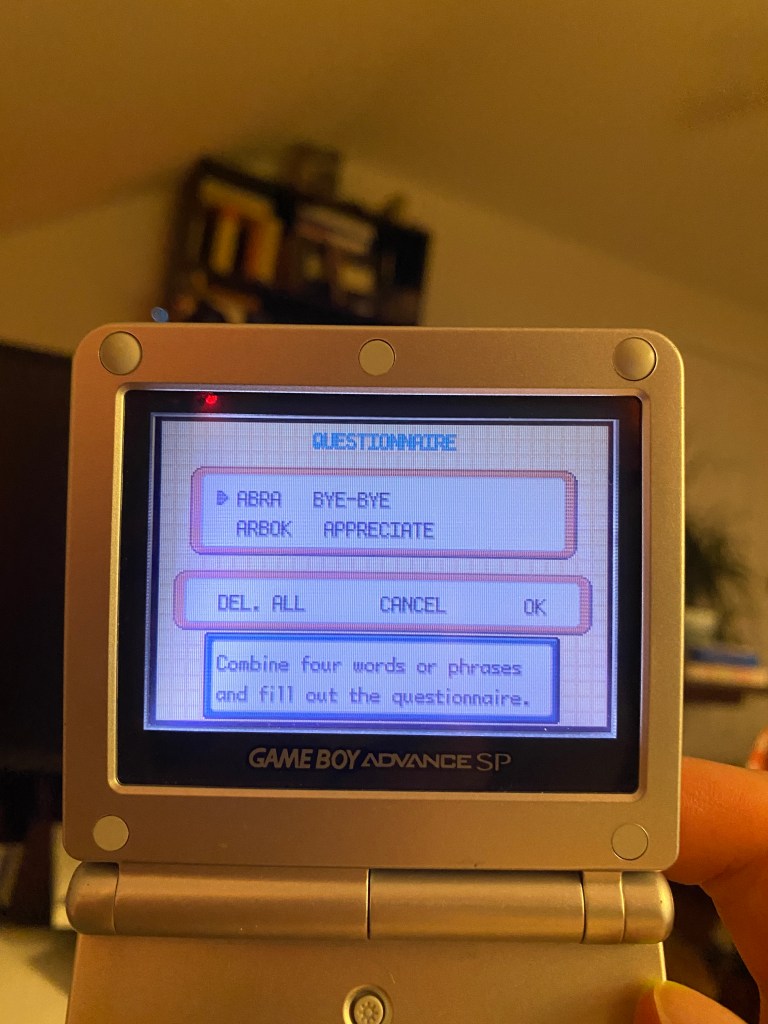 QUESTIONNAIRE
ABRA BYE-BYE
ARBOK APPRECIATE
DEL. ALL CANCEL OK
Combine four words or phrases
and fill out the questionnaire.
GAME BOY ADVANCE SP